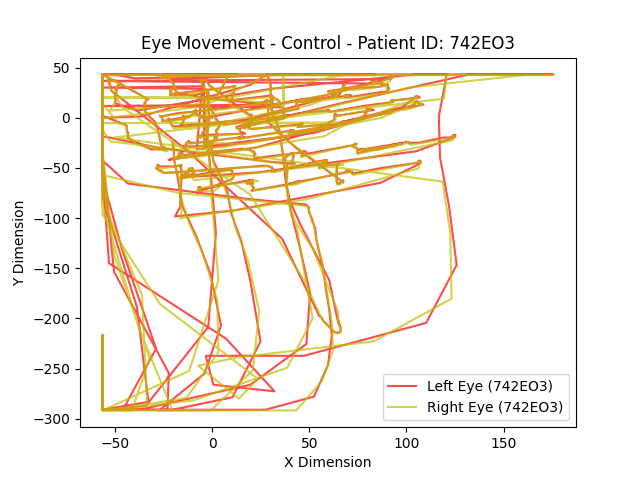 Eye Movement - Control - Patient ID: 742EO3
Y Dimension
50
0
−50
−100
−150
−200
−250
−300
−50
0
50
100
150
X Dimension
Left Eye (742EO3)
Right Eye (742EO3)